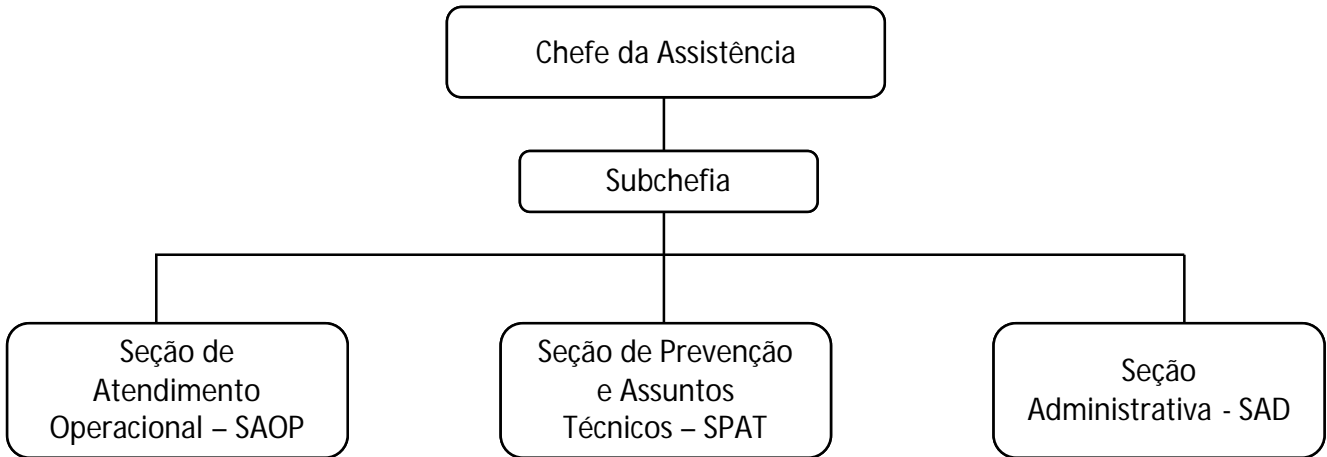 Chefe da Assistência
Subchefia
Seção de
Atendimento
Operacional – SAOP
Seção de Prevenção
e Assuntos
Técnicos – SPAT
Seção
Administrativa - SAD